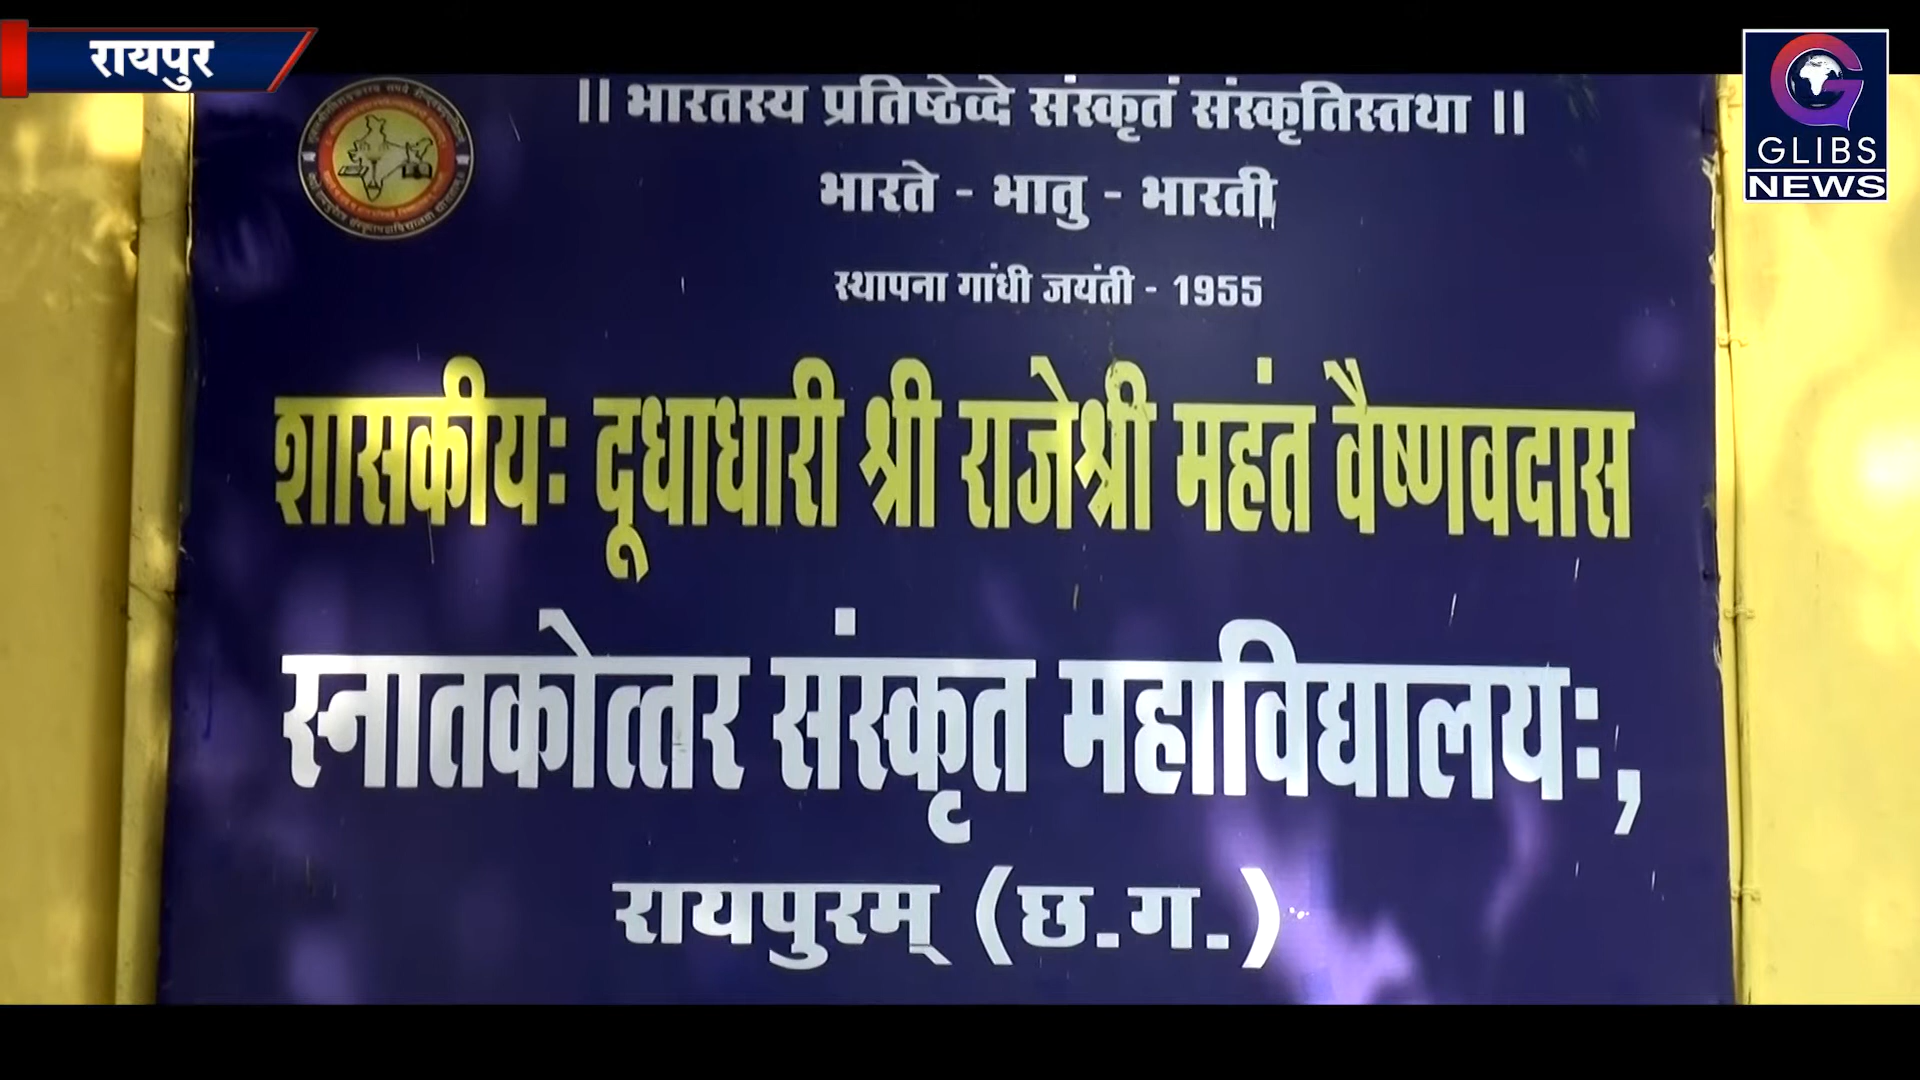 रायपुर
GLIBS
NEWS
|| भारतस्य प्रतिष्ठेव्दे संस्कृतं संस्कृतिस्तथा ||
भारते - भातु - भारती
स्थापना गांधी जयंती - 1955
शासकीयः दूधाधारी श्री राजेश्री महंत वैष्णवदास
स्नातकोत्तर संस्कृत महाविद्यालयः,
रायपुरम् (छ.ग.)